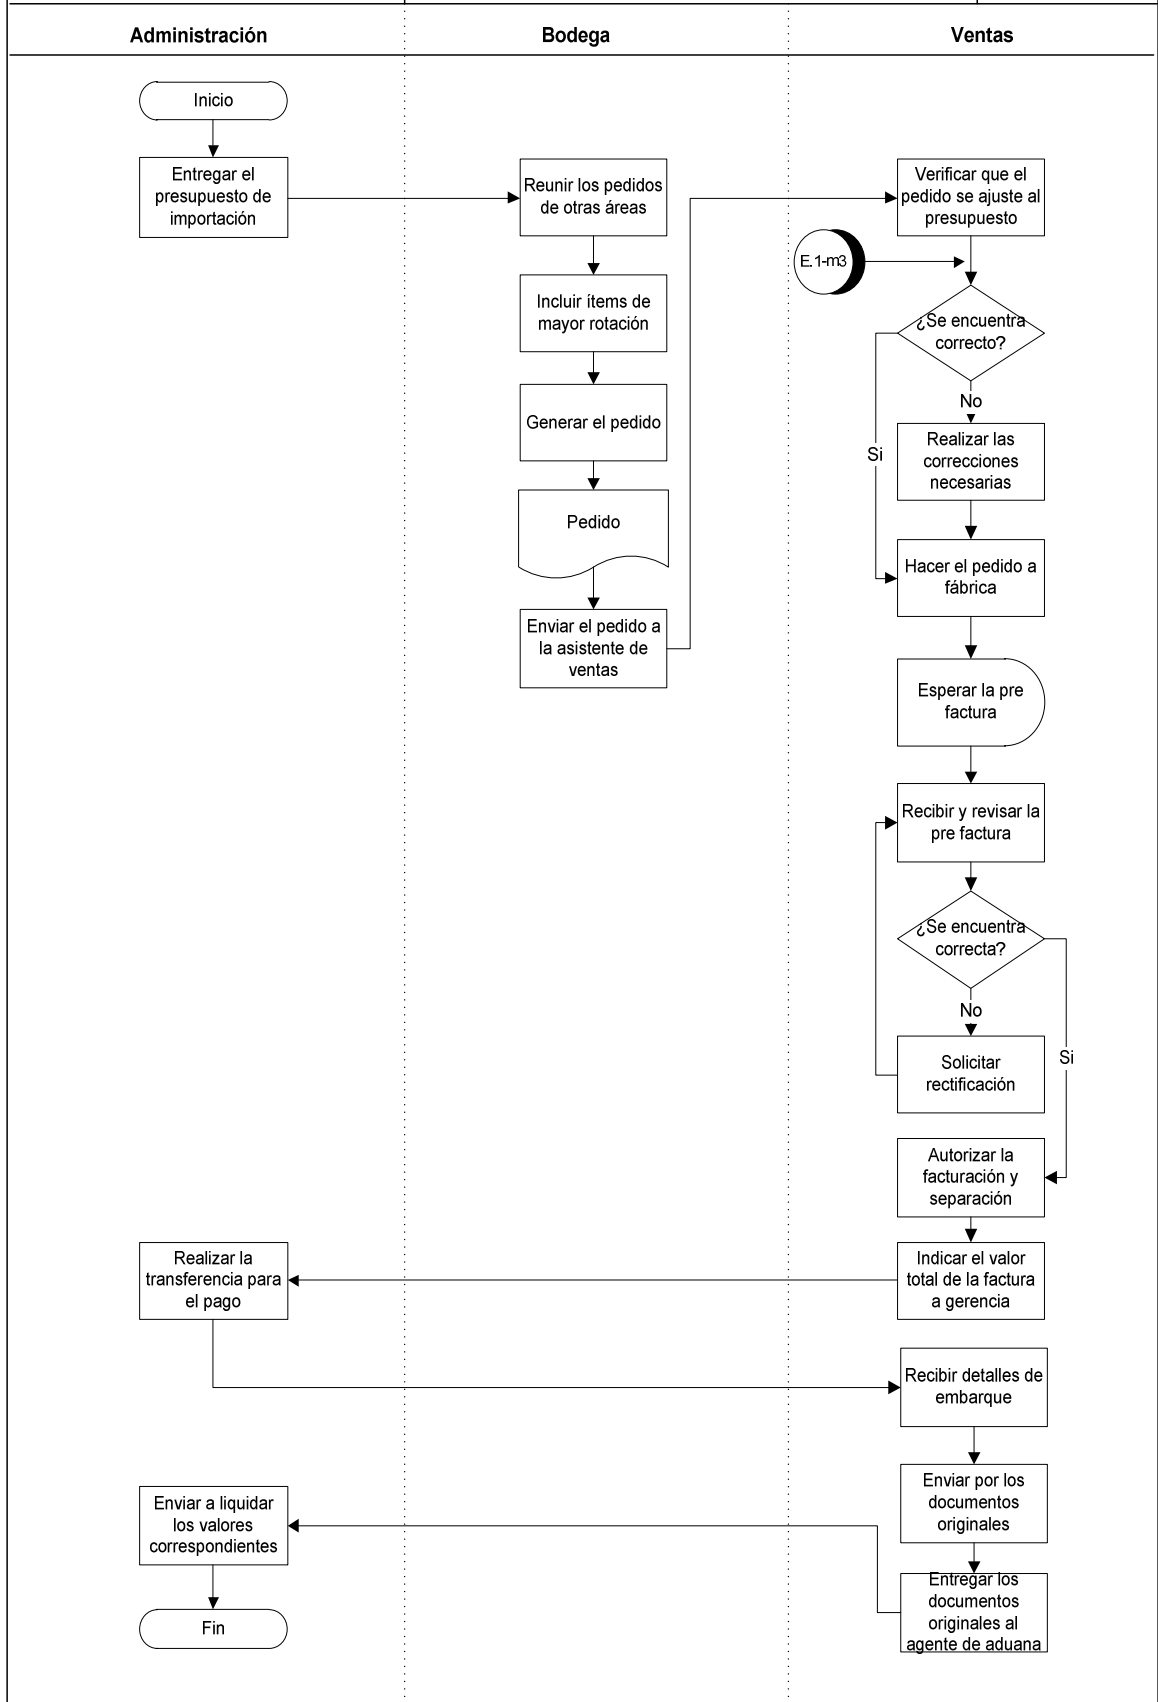 Administración
Bodega
Ventas
Inicio
Entregar el
presupuesto de
importación
Reunir los pedidos
de otras áreas
Incluir ítems de
mayor rotación
Generar el pedido
Pedido
Enviar el pedido a
la asistente de
ventas
Verificar que el
pedido se ajuste al
presupuesto
E.1-m3
¿Se encuentra
correcto?
No
Si
Realizar las
correcciones
necesarias
Hacer el pedido a
fábrica
Esperar la pre
factura
Recibir y revisar la
pre factura
¿Se encuentra
correcta?
No
Si
Solicitar
rectificación
Autorizar la
facturación y
separación
Indicar el valor
total de la factura
a gerencia
Realizar la
transferencia para
el pago
Recibir detalles de
embarque
Enviar por los
documentos
originales
Entregar los
documentos
originales al
agente de aduana
Enviar a liquidar
los valores
correspondientes
Fin